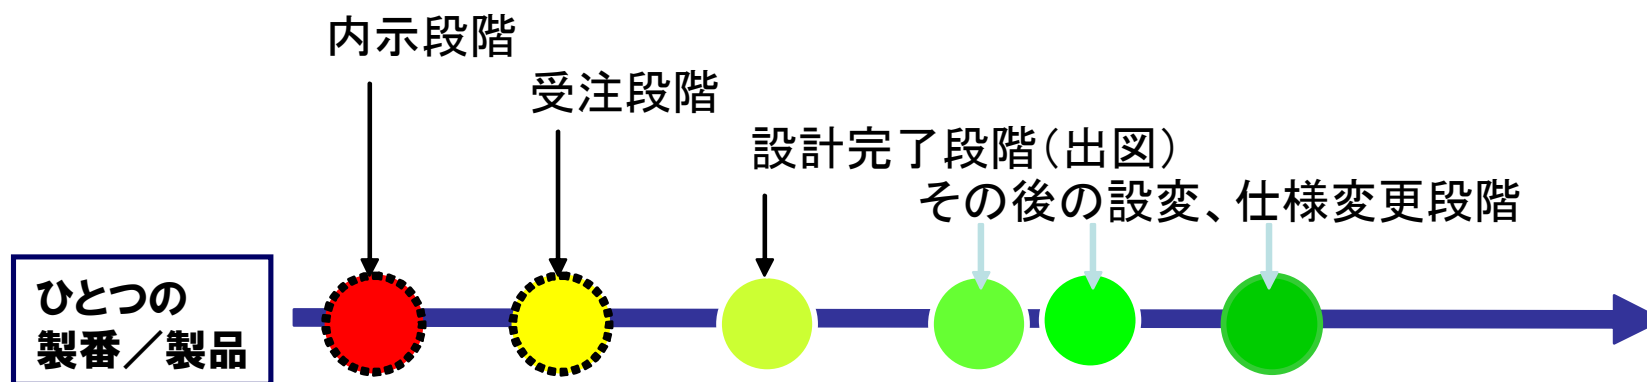 内示段階
受注段階
設計完了段階（出図）
その後の設変、仕様変更段階
ひとつの
製番／製品